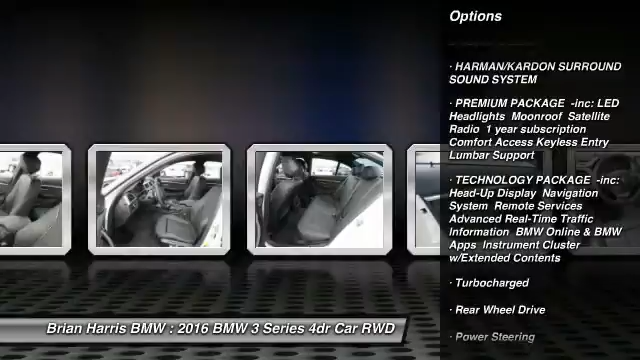 Options
· HARMAN/KARDON SURROUND
SOUND SYSTEM
· PREMIUM PACKAGE -inc: LED
Headlights Moonroof Satellite
Radio 1 year subscription
Comfort Access Keyless Entry
Lumbar Support
· TECHNOLOGY PACKAGE -inc:
Head-Up Display Navigation
System Remote Services
Advanced Real-Time Traffic
Information BMW Online & BMW
Apps Instrument Cluster
w/Extended Contents
· Turbocharged
· Rear Wheel Drive
· Power Steering
Brian Harris BMW : 2016 BMW 3 Series 4dr Car RWD